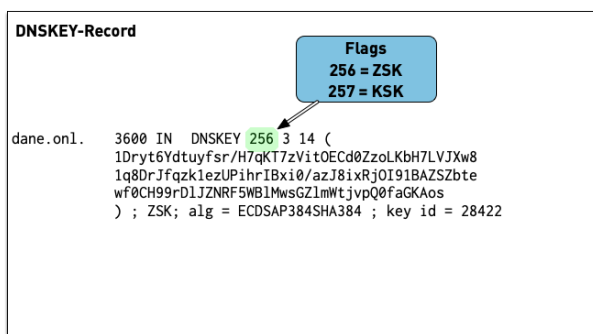 DNSKEY-Record
Flags
256 = ZSK
257 = KSK
dane.onl. 3600 IN DNSKEY 256 3 14 (
1Dryt6Ydtuyfsr/H7qKT7zVitOECd0ZzoLKbH7LVJXw8
1q8DrJfqzk1ezUPihrIBxi0/azJ8ixRjOI91BAZSZbte
wf0CH99rDlJZNRF5WBlMwsGZlmWtjvpQ0faGKAos
) ; ZSK; alg = ECDSAP384SHA384 ; key id = 28422